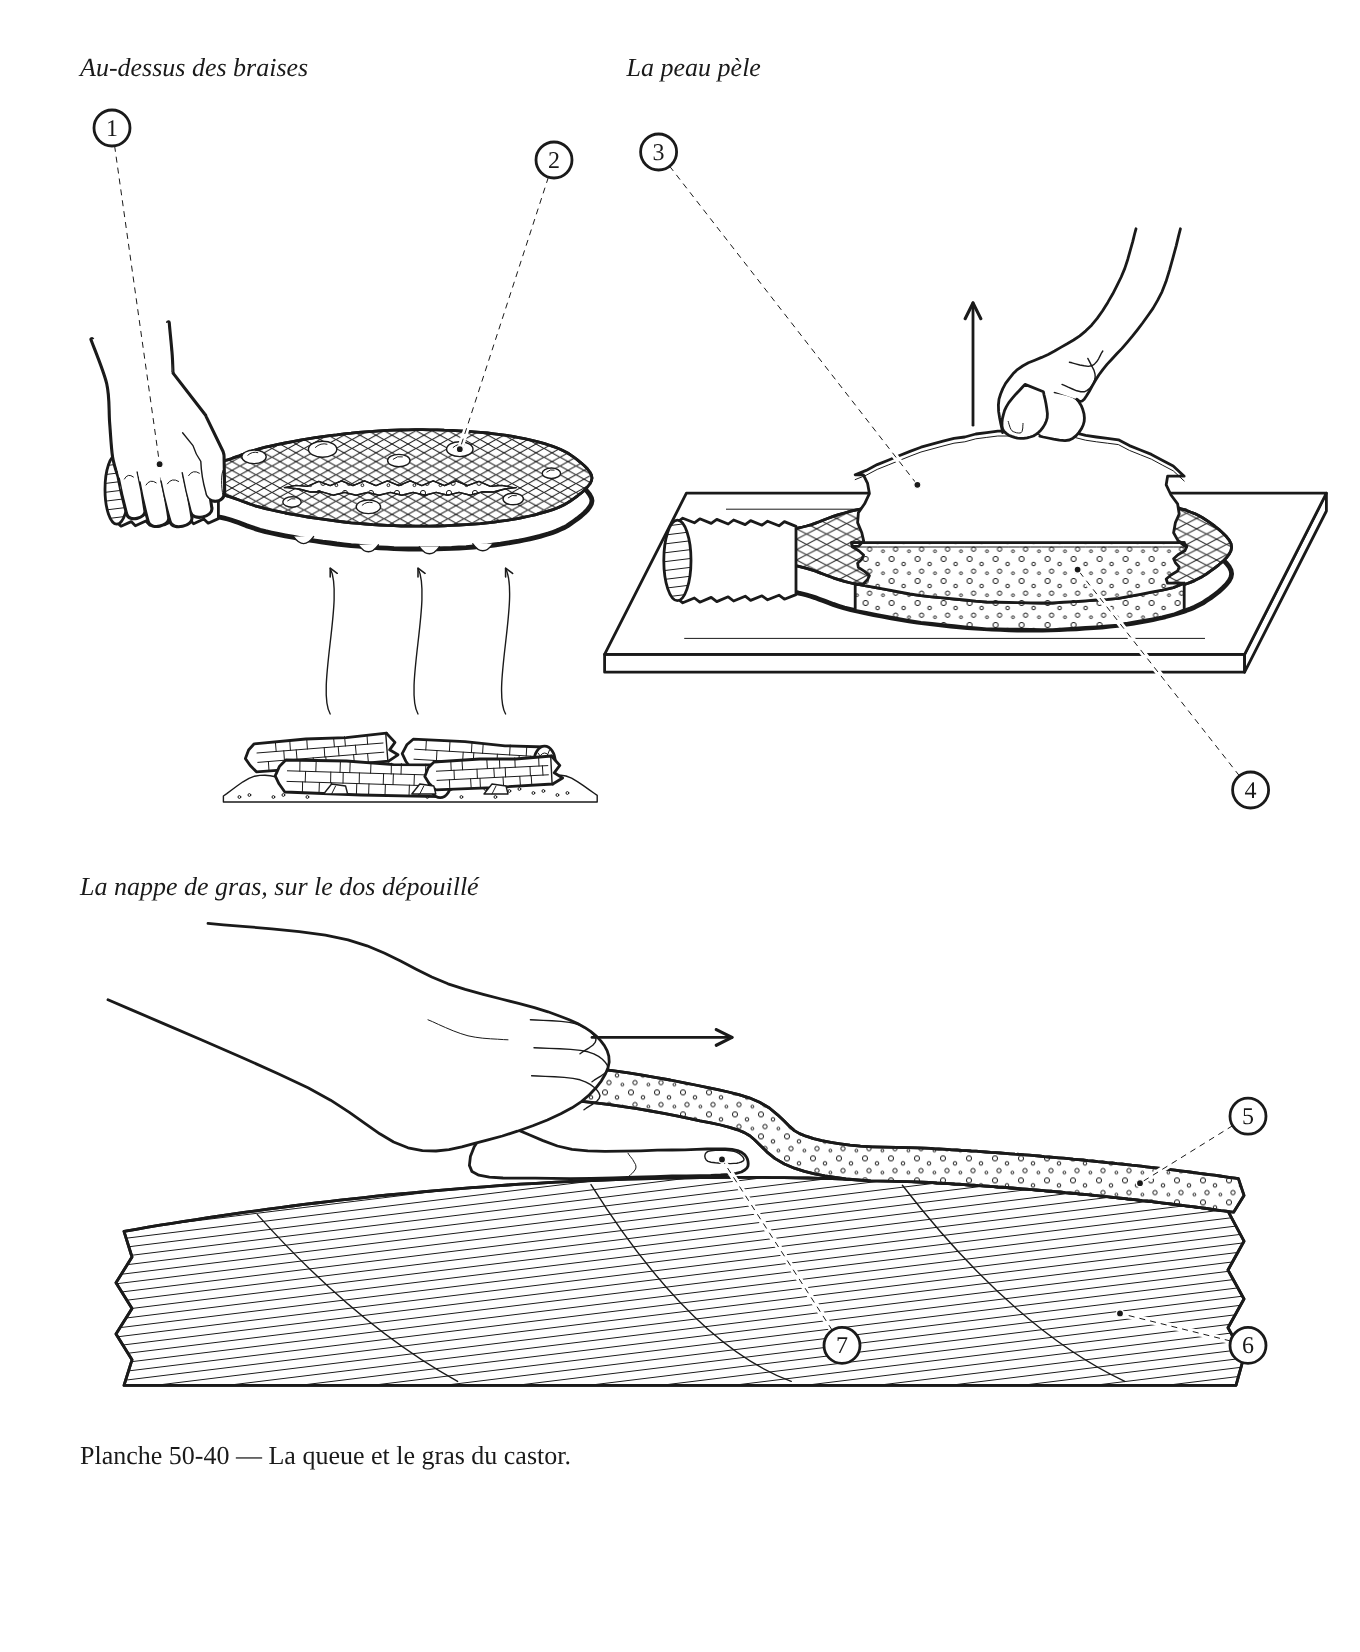 Au-dessus des braises
La peau pèle
1
2
3
4
La nappe de gras, sur le dos dépouillé
5
6
7
Planche 50-40 — La queue et le gras du castor.